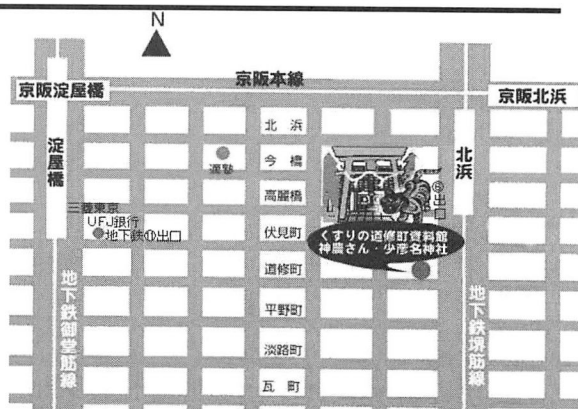 N
京阪本線
京阪淀屋橋
京阪北浜
淀屋橋
北浜
北浜
今橋
適塾
高麗橋
⑥出口
三菱東京
UFJ銀行
地下鉄⑪出口
伏見町
くすりの道修町資料館
神農さん・少彦名神社
道修町
平野町
淡路町
瓦町
地下鉄御堂筋線
地下鉄堺筋線